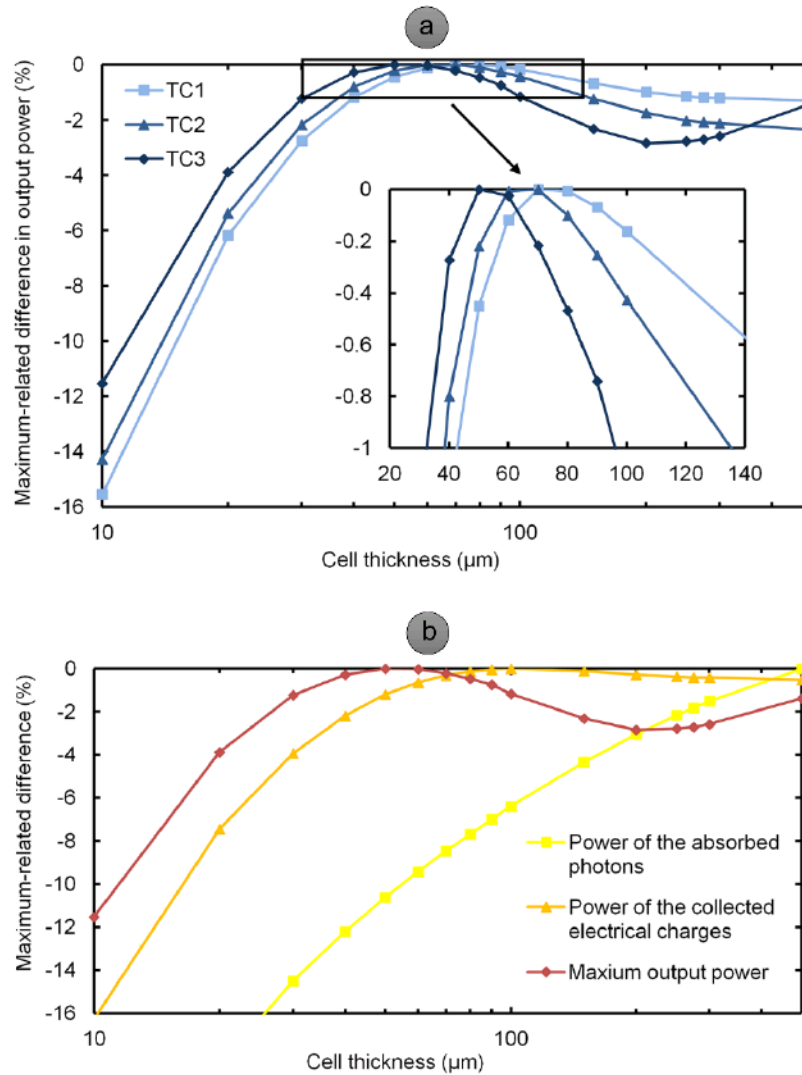 a
Maximum-related difference in output power (%)
0
-2
-4
-6
-8
-10
-12
-14
-16
TC1
TC2
TC3
0
-0.2
-0.4
-0.6
-0.8
-1
20 40 60 80 100 120 140
10 100
Cell thickness (µm)
b
Maximum-related difference (%)
0
-2
-4
-6
-8
-10
-12
-14
-16
Power of the absorbed
photons
Power of the collected
electrical charges
Maxium output power
10 100
Cell thickness (µm)